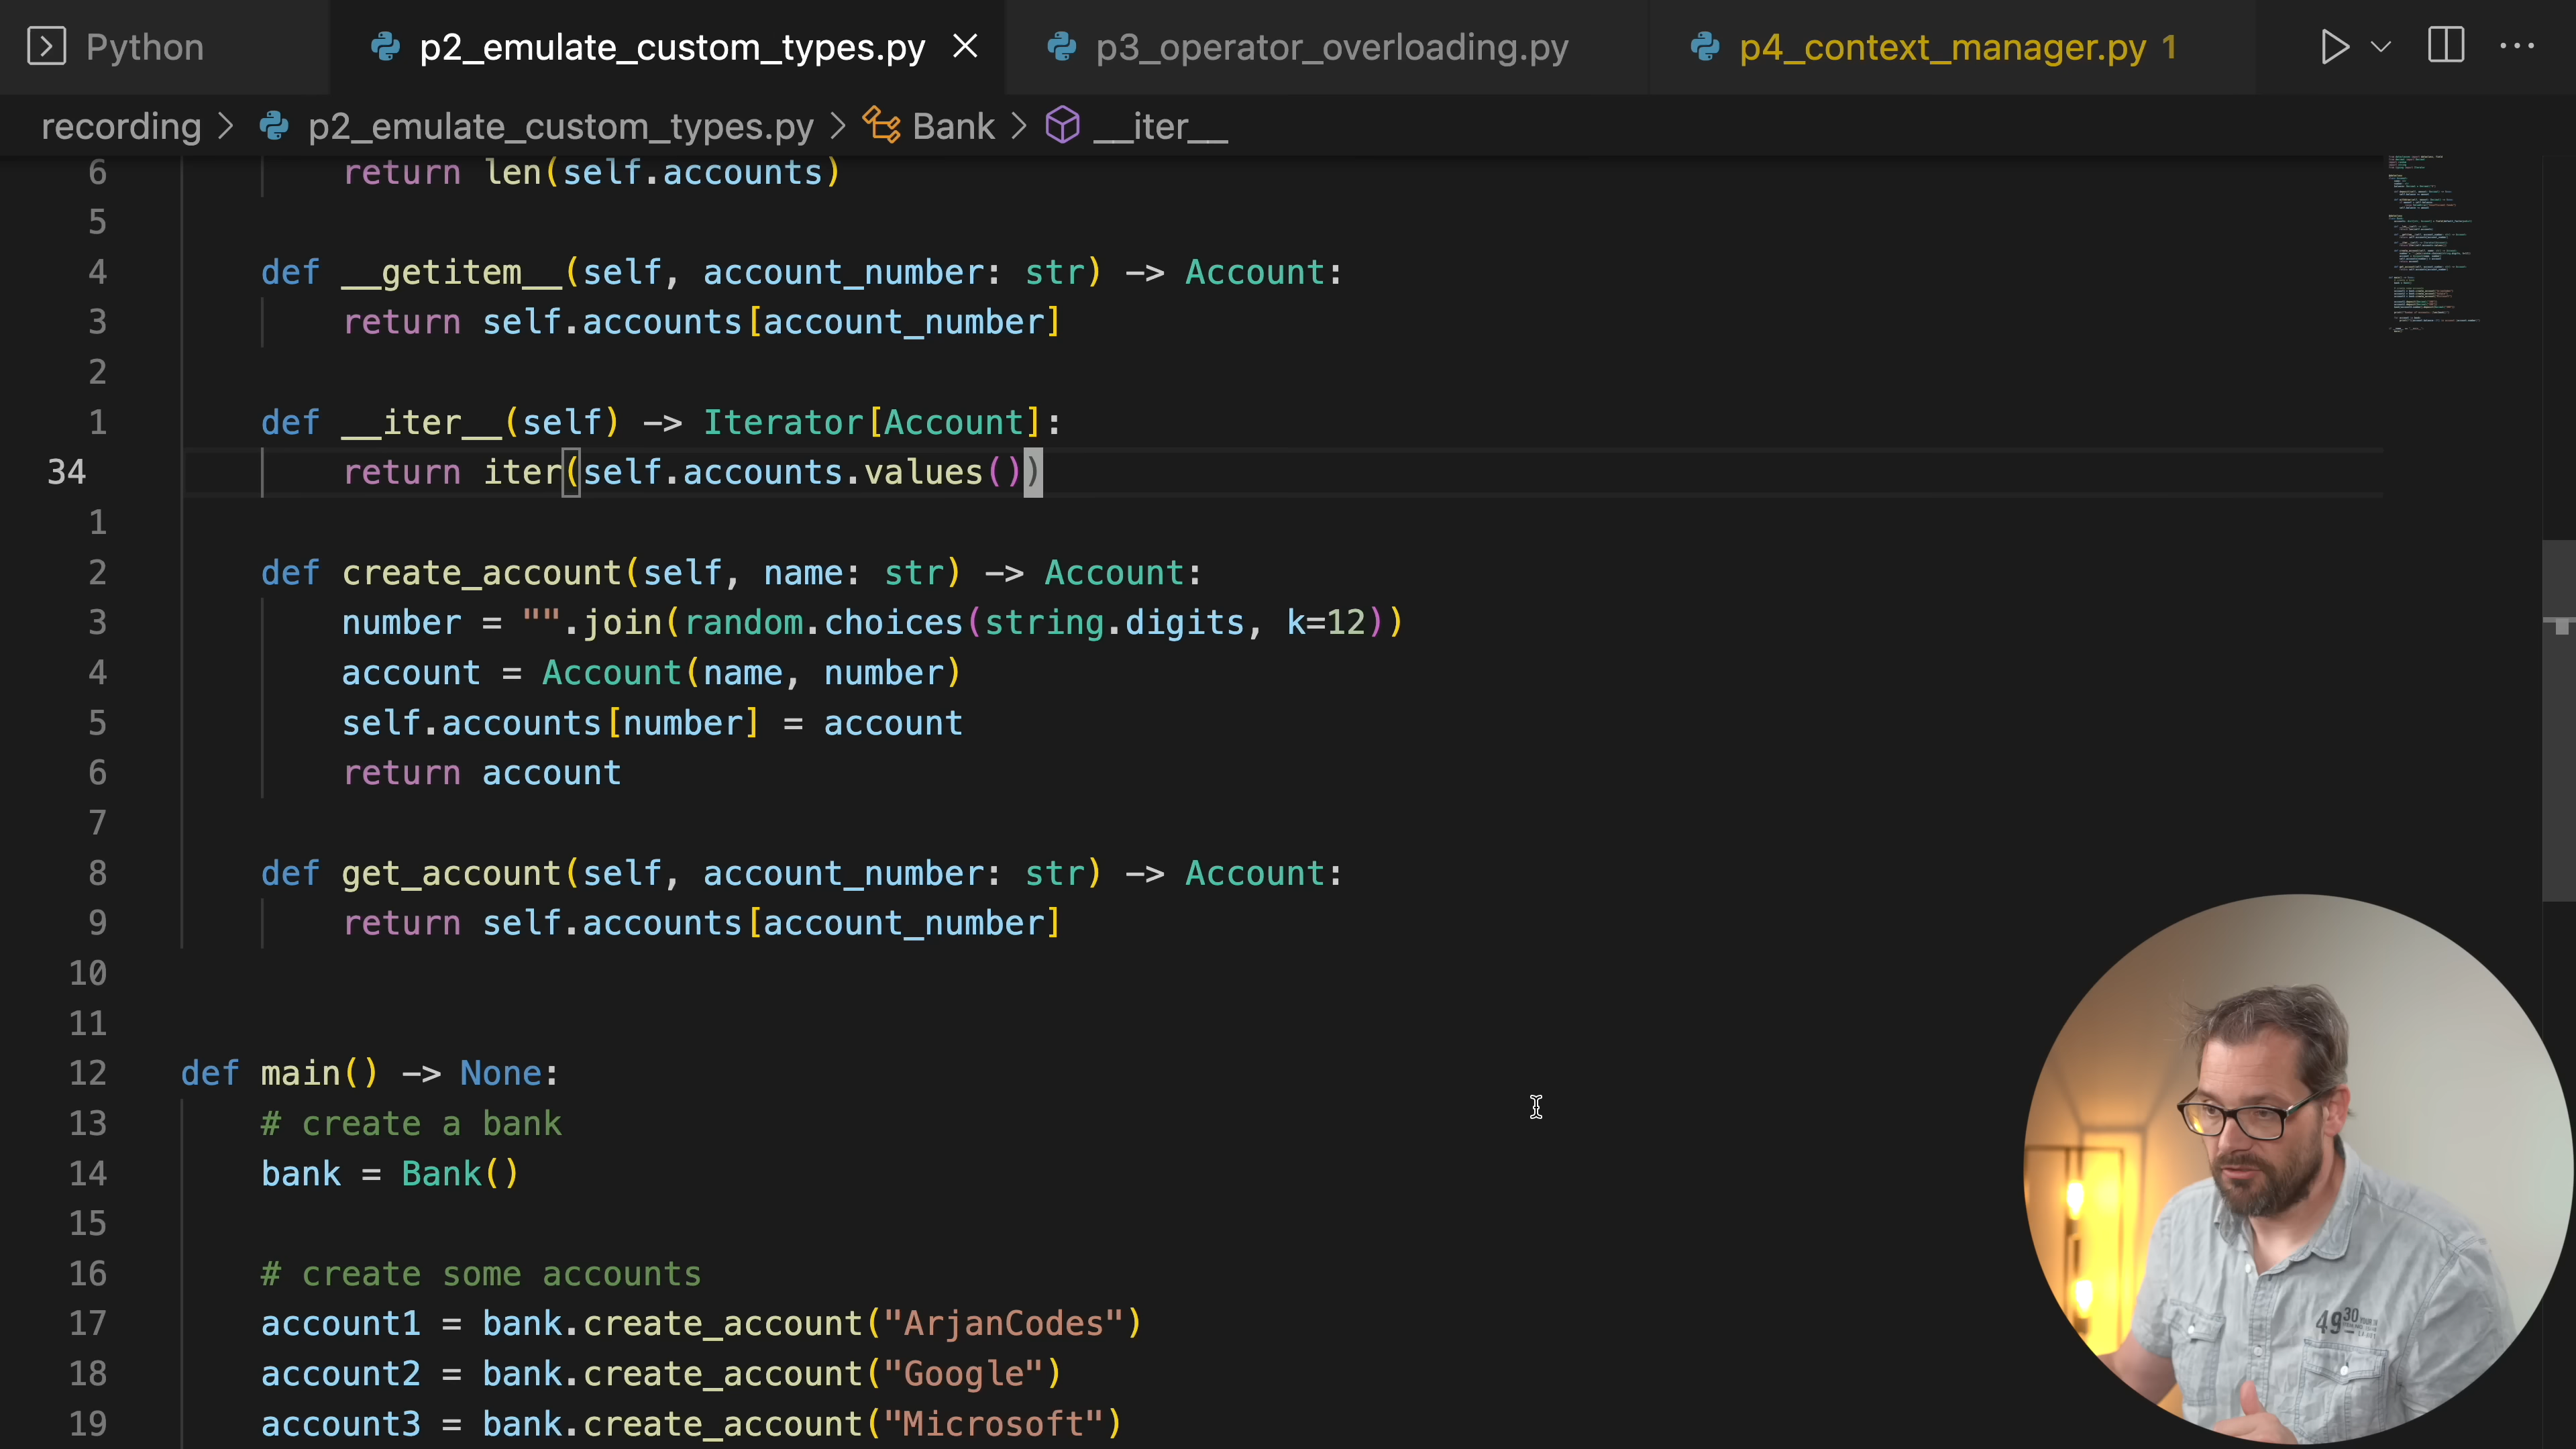 Python
p2_emulate_custom_types.py
p3_operator_overloading.py
p4_context_manager.py 1
recording > p2_emulate_custom_types.py > Bank > __iter__
6 return len(self.accounts)
5
4 def __getitem__(self, account_number: str) -> Account:
3 return self.accounts[account_number]
2
1 def __iter__(self) -> Iterator[Account]:
34 return iter(self.accounts.values())
1
2 def create_account(self, name: str) -> Account:
3 number = "".join(random.choices(string.digits, k=12))
4 account = Account(name, number)
5 self.accounts[number] = account
6 return account
7
8 def get_account(self, account_number: str) -> Account:
9 return self.accounts[account_number]
10
11
12 def main() -> None:
13 # create a bank
14 bank = Bank()
15
16 # create some accounts
17 account1 = bank.create_account("ArjanCodes")
18 account2 = bank.create_account("Google")
19 account3 = bank.create_account("Microsoft")
4930